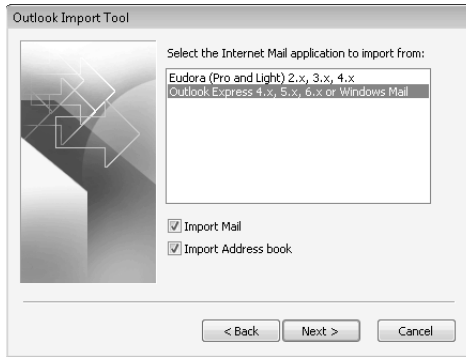 Outlook Import Tool
Select the Internet Mail application to import from:
Eudora (Pro and Light) 2.x, 3.x, 4.x
Outlook Express 4.x, 5.x, 6.x or Windows Mail
Import Mail
Import Address book
< Back Next > Cancel